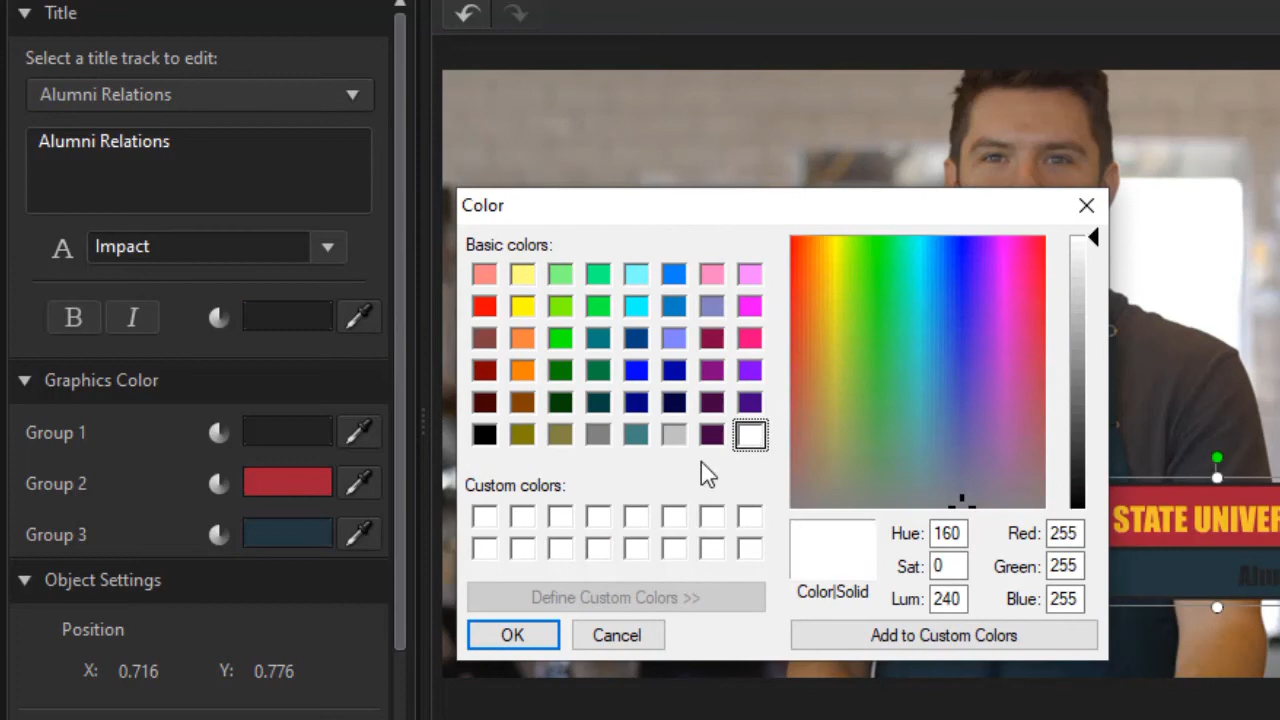 Title
Select a title track to edit:
Alumni Relations
Alumni Relations
A
Impact
B I
Graphics Color
Group 1
Group 2
Group 3
Object Settings
Position
X: 0.716 Y: 0.776
Color
Basic colors:
Custom colors:
Define Custom Colors >>
OK Cancel
Color|Solid
Hue: 160 Red: 255
Sat: 0 Green: 255
Lum: 240 Blue: 255
Add to Custom Colors
STATE UNIVER
Alu